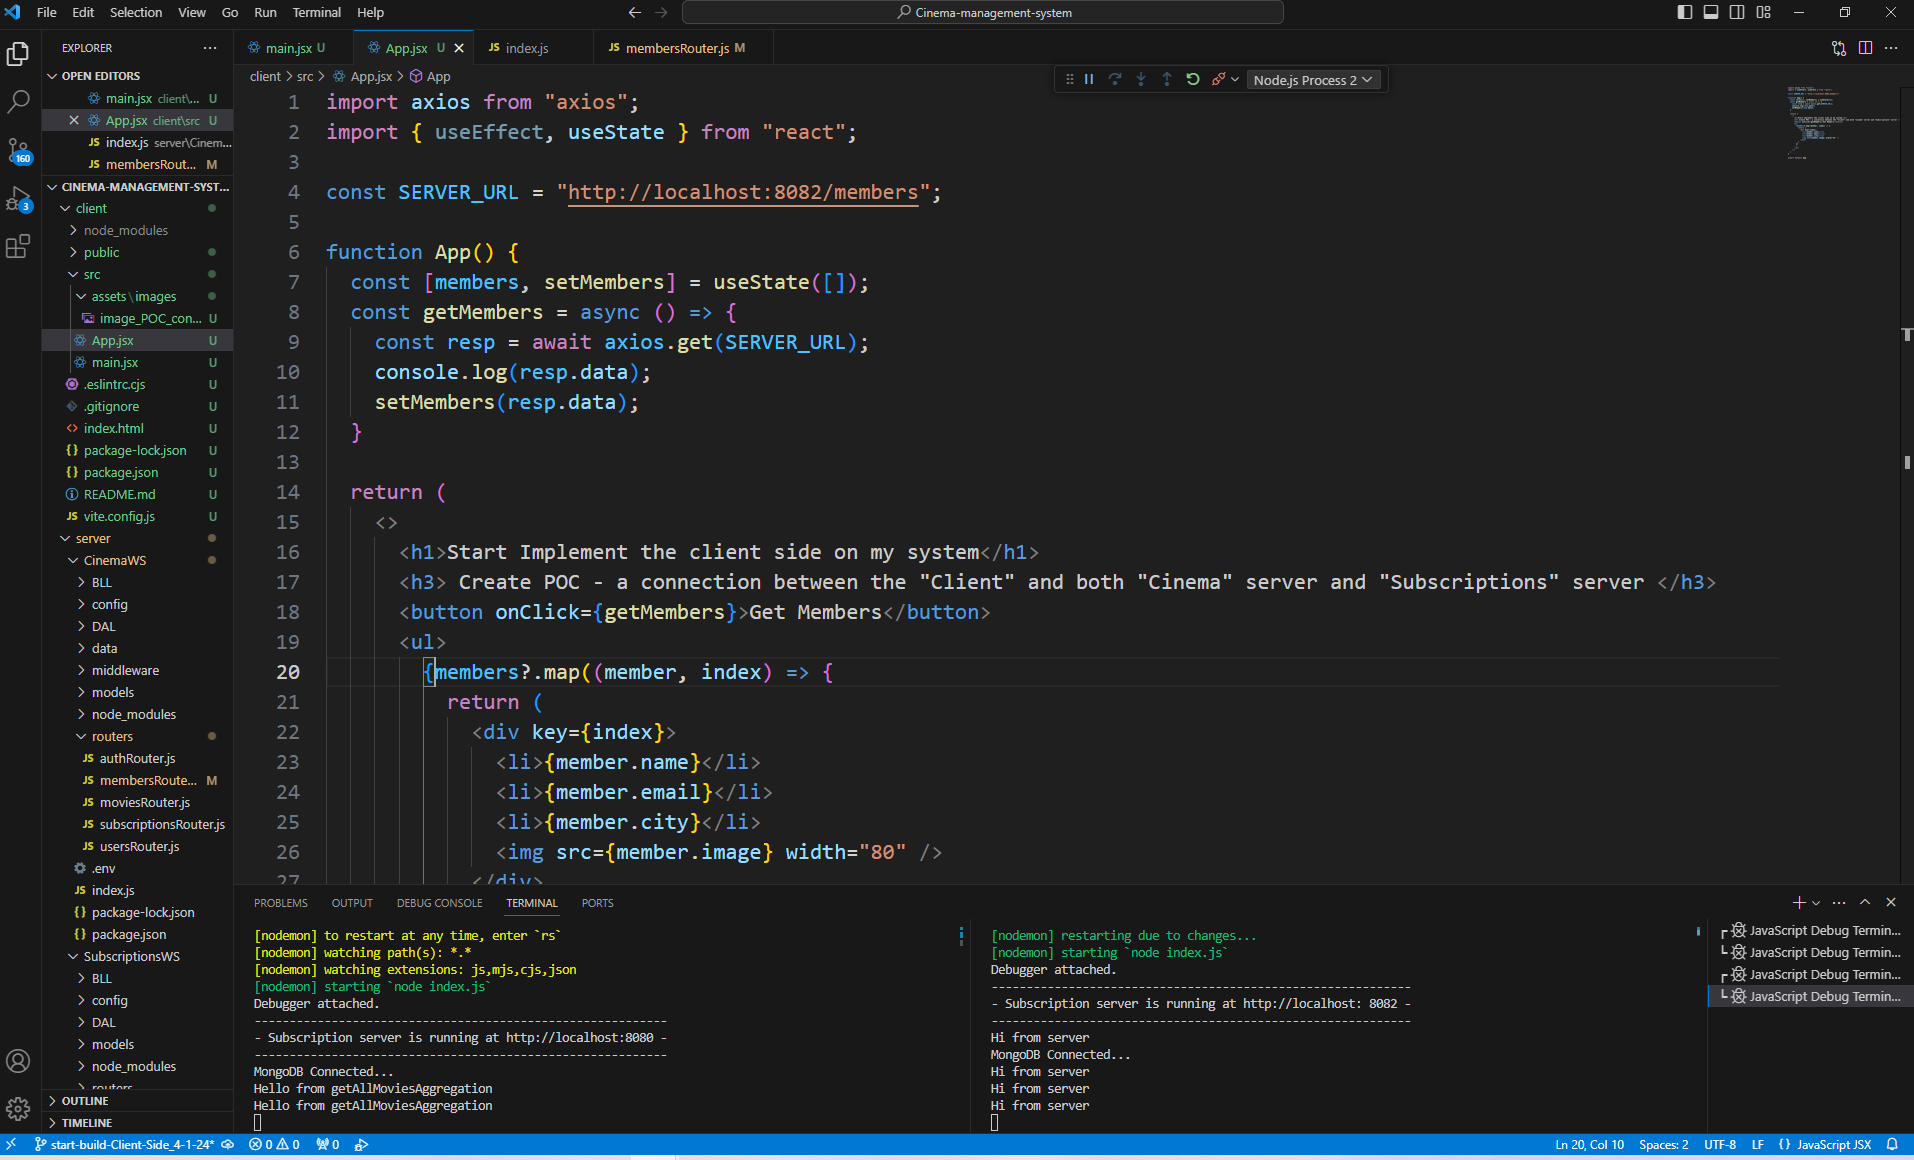 File Edit Selection View Go Run Terminal Help
Cinema-management-system
EXPLORER
OPEN EDITORS
main.jsx client\... U
App.jsx client\src U
index.js server\Cinem...
membersRout... M
CINEMA-MANAGEMENT-SYST...
client
node_modules
public
src
assets\images
image_POC_con... U
App.jsx U
main.jsx U
.eslintrc.cjs U
.gitignore U
index.html U
package-lock.json U
package.json U
README.md U
vite.config.js U
server
CinemaWS
BLL
config
DAL
data
middleware
models
node_modules
routers
authRouter.js
membersRoute... M
moviesRouter.js
subscriptionsRouter.js
usersRouter.js
.env
index.js
package-lock.json
package.json
SubscriptionsWS
BLL
config
DAL
models
node_modules
routers
OUTLINE
TIMELINE
160
3
main.jsx U
App.jsx U
index.js
membersRouter.js M
client > src > App.jsx > App
Node.js Process 2
1 import axios from "axios";
2 import { useEffect, useState } from "react";
3
4 const SERVER_URL = "http://localhost:8082/members";
5
6 function App() {
7 const [members, setMembers] = useState([]);
8 const getMembers = async () => {
9 const resp = await axios.get(SERVER_URL);
10 console.log(resp.data);
11 setMembers(resp.data);
12 }
13
14 return (
15 <>
16 <h1>Start Implement the client side on my system</h1>
17 <h3> Create POC - a connection between the "Client" and both "Cinema" server and "Subscriptions" server </h3>
18 <button onClick={getMembers}>Get Members</button>
19 <ul>
20 {members?.map((member, index) => {
21 return (
22 <div key={index}>
23 <li>{member.name}</li>
24 <li>{member.email}</li>
25 <li>{member.city}</li>
26 <img src={member.image} width="80" />
27 </div>
PROBLEMS OUTPUT DEBUG CONSOLE TERMINAL PORTS
[nodemon] to restart at any time, enter `rs`
[nodemon] watching path(s): *.*
[nodemon] watching extensions: js,mjs,cjs,json
[nodemon] starting `node index.js`
Debugger attached.
-------------------------------------------------------------
- Subscription server is running at http://localhost:8080 -
-------------------------------------------------------------
MongoDB Connected...
Hello from getAllMoviesAggregation
Hello from getAllMoviesAggregation
[nodemon] restarting due to changes...
[nodemon] starting `node index.js`
Debugger attached.
--------------------------------------------------------------
- Subscription server is running at http://localhost: 8082 -
--------------------------------------------------------------
Hi from server
MongoDB Connected...
Hi from server
Hi from server
Hi from server
JavaScript Debug Termin...
JavaScript Debug Termin...
JavaScript Debug Termin...
JavaScript Debug Termin...
start-build-Client-Side_4-1-24* 0 0 0
Ln 20, Col 10 Spaces: 2 UTF-8 LF {} JavaScript JSX